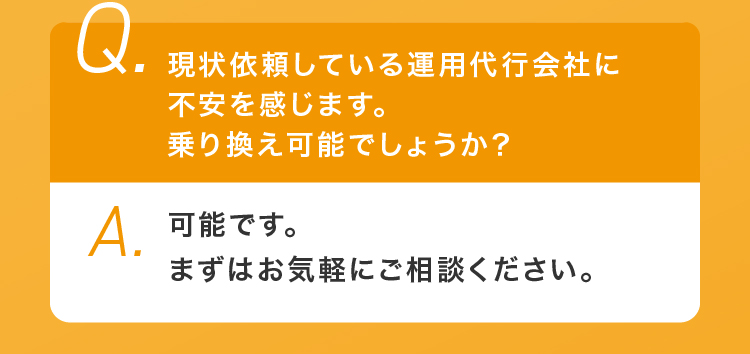 Q.
現状依頼している運用代行会社に
不安を感じます。
乗り換え可能でしょうか?
A.
可能です。
まずはお気軽にご相談ください。